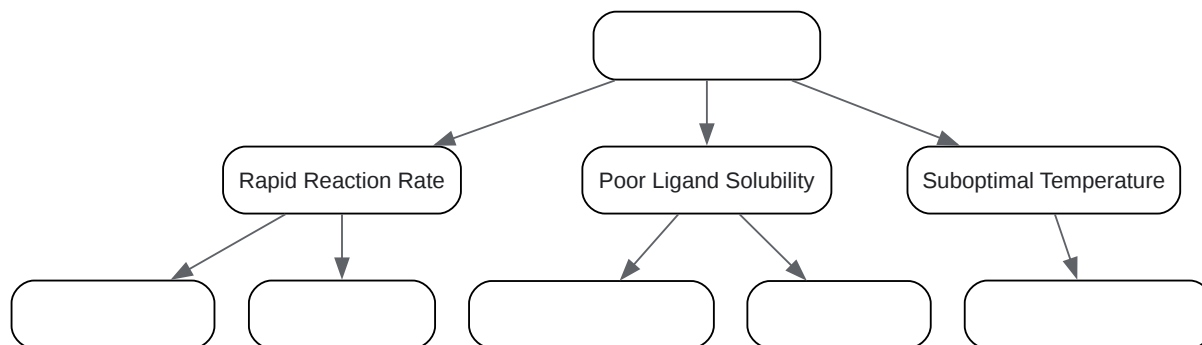 Rapid Reaction Rate
Poor Ligand Solubility
Suboptimal Temperature